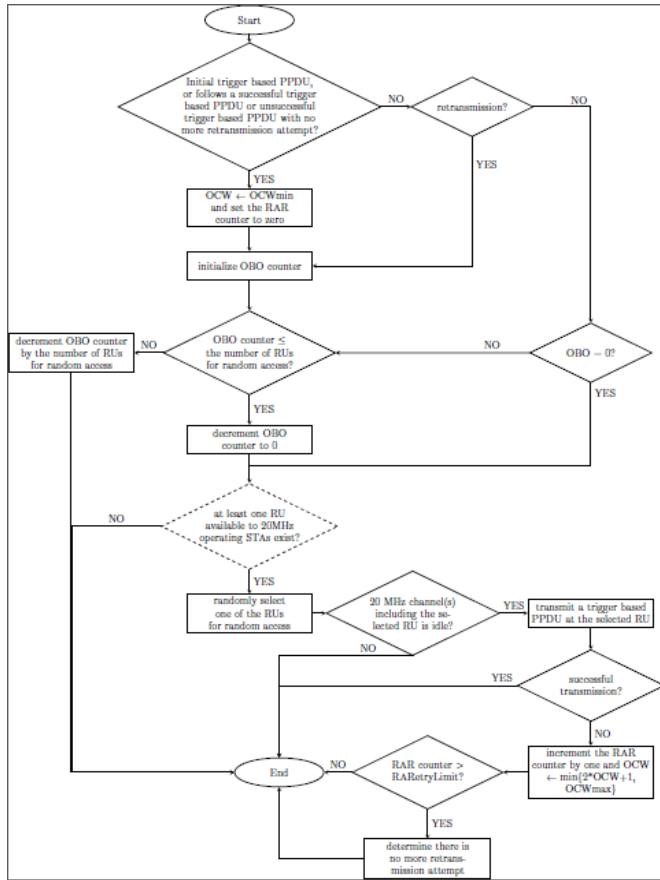 Start
Initial trigger based PPDU,
or follows a successful trigger
based PPDU or unsuccessful
trigger based PPDU with no
more retransmission attempt?
NO
retransmission?
NO
YES
YES
OCW ← OCWmin
and set the RAR
counter to zero
initialize OBO counter
decrement OBO counter
by the number of RUs
for random access
NO
OBO counter ≤
the number of RUs
for random access?
NO
OBO = 0?
YES
YES
decrement OBO
counter to 0
NO
at least one RU
available to 20MHz
operating STAs exist?
YES
randomly select
one of the RUs
for random access
20 MHz channel(s)
including the se-
lected RU is idle?
YES
transmit a trigger based
PPDU at the selected RU
NO
YES
successful
transmission?
NO
End
NO
RAR counter >
RARetryLimit?
increment the RAR
counter by one and OCW
← min{2*OCW+1,
OCWmax}
YES
determine there is
no more retrans-
mission attempt